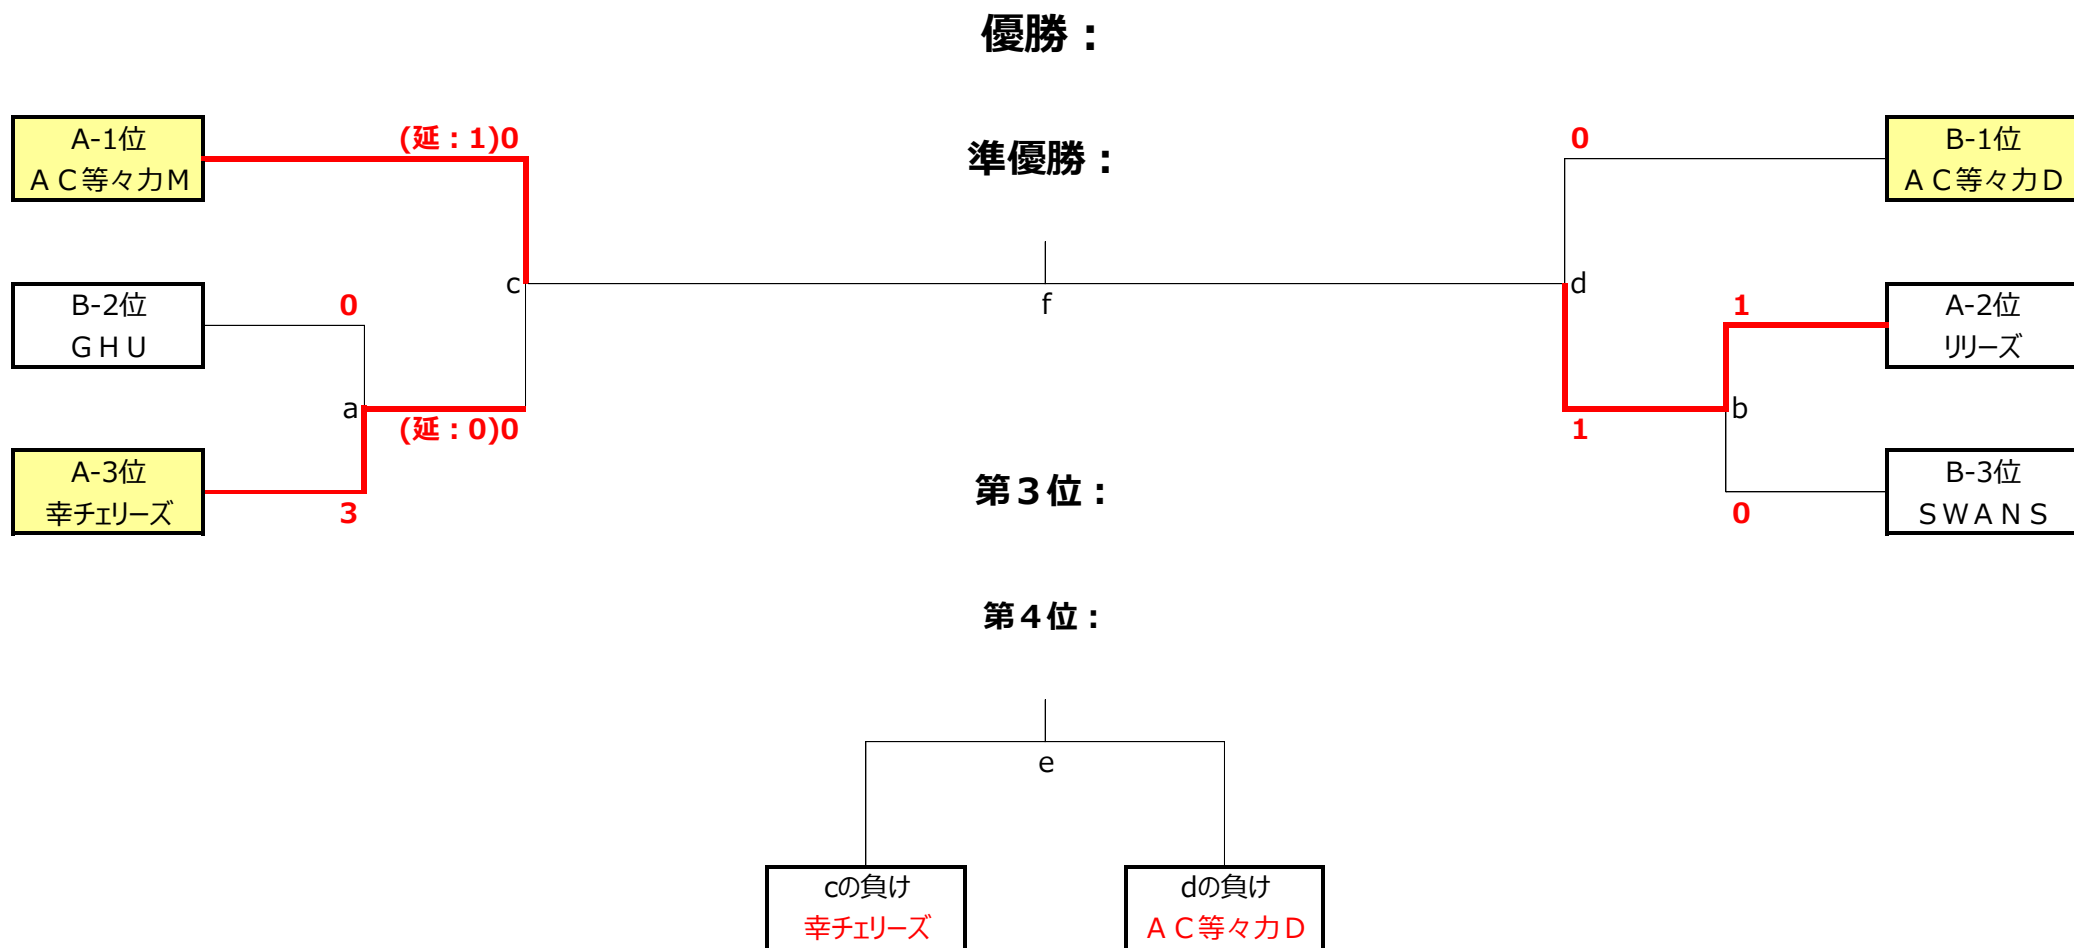 優勝：
A-1位
ＡＣ等々力Ｍ
(延：1)0
準優勝：
0
B-1位
ＡＣ等々力Ｄ
c
f
d
B-2位
ＧＨＵ
0
1
A-2位
リリーズ
a
(延：0)0
1
b
A-3位
幸チェリーズ
3
第３位：
0
B-3位
ＳＷＡＮＳ
第４位：
e
cの負け
幸チェリーズ
dの負け
ＡＣ等々力Ｄ